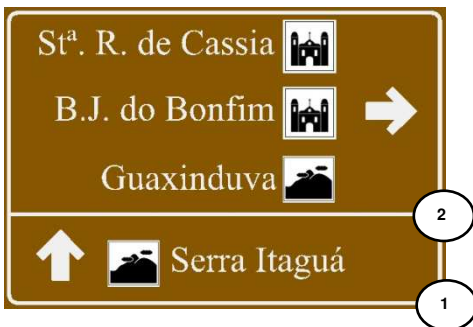 Stª. R. de Cassia
B.J. do Bonfim
Guaxinduva
2
Serra Itaguá
1